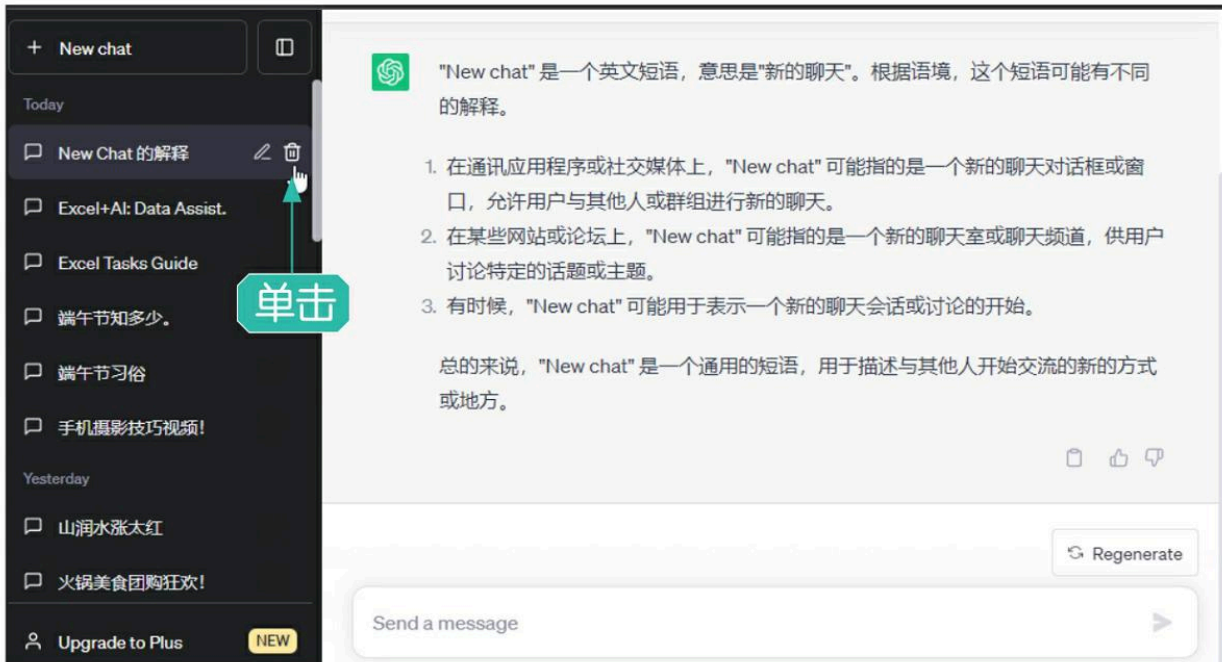 New chat
Today
New Chat 的解释
Excel+AI: Data Assist.
Excel Tasks Guide
端午节知多少。
端午节习俗
手机摄影技巧视频!
Yesterday
山润水涨太红
火锅美食团购狂欢!
Upgrade to Plus
NEW
单击
"New chat" 是一个英文短语，意思是"新的聊天"。根据语境，这个短语可能有不同
的解释。
1. 在通讯应用程序或社交媒体上，"New chat" 可能指的是一个新的聊天对话框或窗
口，允许用户与其他人或群组进行新的聊天。
2. 在某些网站或论坛上，"New chat" 可能指的是一个新的聊天室或聊天频道，供用户
讨论特定的话题或主题。
3. 有时候，"New chat" 可能用于表示一个新的聊天会话或讨论的开始。
总的来说，"New chat" 是一个通用的短语，用于描述与其他人开始交流的新的方式
或地方。
Regenerate
Send a message